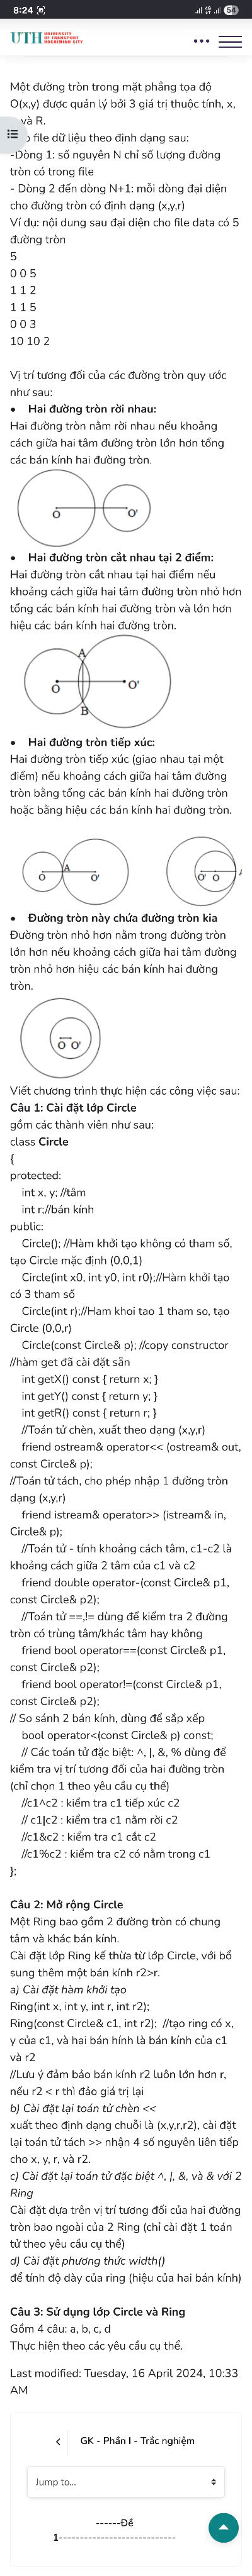 8:24
54
UTH UNIVERSITY OF TRANSPORT HOCHIMINH CITY
Một đường tròn trong mặt phẳng tọa độ
O(x,y) được quản lý bởi 3 giá trị thuộc tính, x,
và R.
file dữ liệu theo định dạng sau:
-Dòng 1: số nguyên N chỉ số lượng đường
tròn có trong file
- Dòng 2 đến dòng N+1: mỗi dòng đại diện
cho đường tròn có định dạng (x,y,r)
Ví dụ: nội dung sau đại diện cho file data có 5
đường tròn
5
0 0 5
1 1 2
1 1 5
0 0 3
10 10 2
Vị trí tương đối của các đường tròn quy ước
như sau:
• Hai đường tròn rời nhau:
Hai đường tròn nằm rời nhau nếu khoảng
cách giữa hai tâm đường tròn lớn hơn tổng
các bán kính hai đường tròn.
O O'
• Hai đường tròn cắt nhau tại 2 điểm:
Hai đường tròn cắt nhau tại hai điểm nếu
khoảng cách giữa hai tâm đường tròn nhỏ hơn
tổng các bán kính hai đường tròn và lớn hơn
hiệu các bán kính hai đường tròn.
A
O O'
B
• Hai đường tròn tiếp xúc:
Hai đường tròn tiếp xúc (giao nhau tại một
điểm) nếu khoảng cách giữa hai tâm đường
tròn bằng tổng các bán kính hai đường tròn
hoặc bằng hiệu các bán kính hai đường tròn.
O A O' O' O A
• Đường tròn này chứa đường tròn kia
Đường tròn nhỏ hơn nằm trong đường tròn
lớn hơn nếu khoảng cách giữa hai tâm đường
tròn nhỏ hơn hiệu các bán kính hai đường
tròn.
O O'
Viết chương trình thực hiện các công việc sau:
Câu 1: Cài đặt lớp Circle
gồm các thành viên như sau:
class Circle
{
protected:
int x, y; //tâm
int r;//bán kính
public:
Circle(); //Hàm khởi tạo không có tham số,
tạo Circle mặc định (0,0,1)
Circle(int x0, int y0, int r0);//Hàm khởi tạo
có 3 tham số
Circle(int r);//Ham khoi tao 1 tham so, tạo
Circle (0,0,r)
Circle(const Circle& p); //copy constructor
//hàm get đã cài đặt sẵn
int getX() const { return x; }
int getY() const { return y; }
int getR() const { return r; }
//Toán tử chèn, xuất theo dạng (x,y,r)
friend ostream& operator<< (ostream& out,
const Circle& p);
//Toán tử tách, cho phép nhập 1 đường tròn
dạng (x,y,r)
friend istream& operator>> (istream& in,
Circle& p);
//Toán tử - tính khoảng cách tâm, c1-c2 là
khoảng cách giữa 2 tâm của c1 và c2
friend double operator-(const Circle& p1,
const Circle& p2);
//Toán tử ==,!= dùng để kiểm tra 2 đường
tròn có trùng tâm/khác tâm hay không
friend bool operator==(const Circle& p1,
const Circle& p2);
friend bool operator!=(const Circle& p1,
const Circle& p2);
// So sánh 2 bán kính, dùng để sắp xếp
bool operator<(const Circle& p) const;
// Các toán tử đặc biệt: ^, |, &, % dùng để
kiểm tra vị trí tương đối của hai đường tròn
(chỉ chọn 1 theo yêu cầu cụ thể)
//c1^c2 : kiểm tra c1 tiếp xúc c2
// c1|c2 : kiểm tra c1 nằm rời c2
//c1&c2 : kiểm tra c1 cắt c2
//c1%c2 : kiểm tra c2 có nằm trong c1
};
Câu 2: Mở rộng Circle
Một Ring bao gồm 2 đường tròn có chung
tâm và khác bán kính.
Cài đặt lớp Ring kế thừa từ lớp Circle, với bổ
sung thêm một bán kính r2>r.
a) Cài đặt hàm khởi tạo
Ring(int x, int y, int r, int r2);
Ring(const Circle& c1, int r2); //tạo ring có x,
y của c1, và hai bán hính là bán kính của c1
và r2
//Lưu ý đảm bảo bán kính r2 luôn lớn hơn r,
nếu r2 < r thì đảo giá trị lại
b) Cài đặt lại toán tử chèn <<
xuất theo định dạng chuỗi là (x,y,r,r2), cài đặt
lại toán tử tách >> nhận 4 số nguyên liên tiếp
cho x, y, r, và r2.
c) Cài đặt lại toán tử đặc biệt ^, |, &, và & với 2
Ring
Cài đặt dựa trên vị trí tương đối của hai đường
tròn bao ngoài của 2 Ring (chỉ cài đặt 1 toán
tử theo yêu cầu cụ thể)
d) Cài đặt phương thức width()
để tính độ dày của ring (hiệu của hai bán kính)
Câu 3: Sử dụng lớp Circle và Ring
Gồm 4 câu: a, b, c, d
Thực hiện theo các yêu cầu cụ thể.
Last modified: Tuesday, 16 April 2024, 10:33
AM
GK - Phần I - Trắc nghiệm
Jump to...
------Đề
1----------------------------